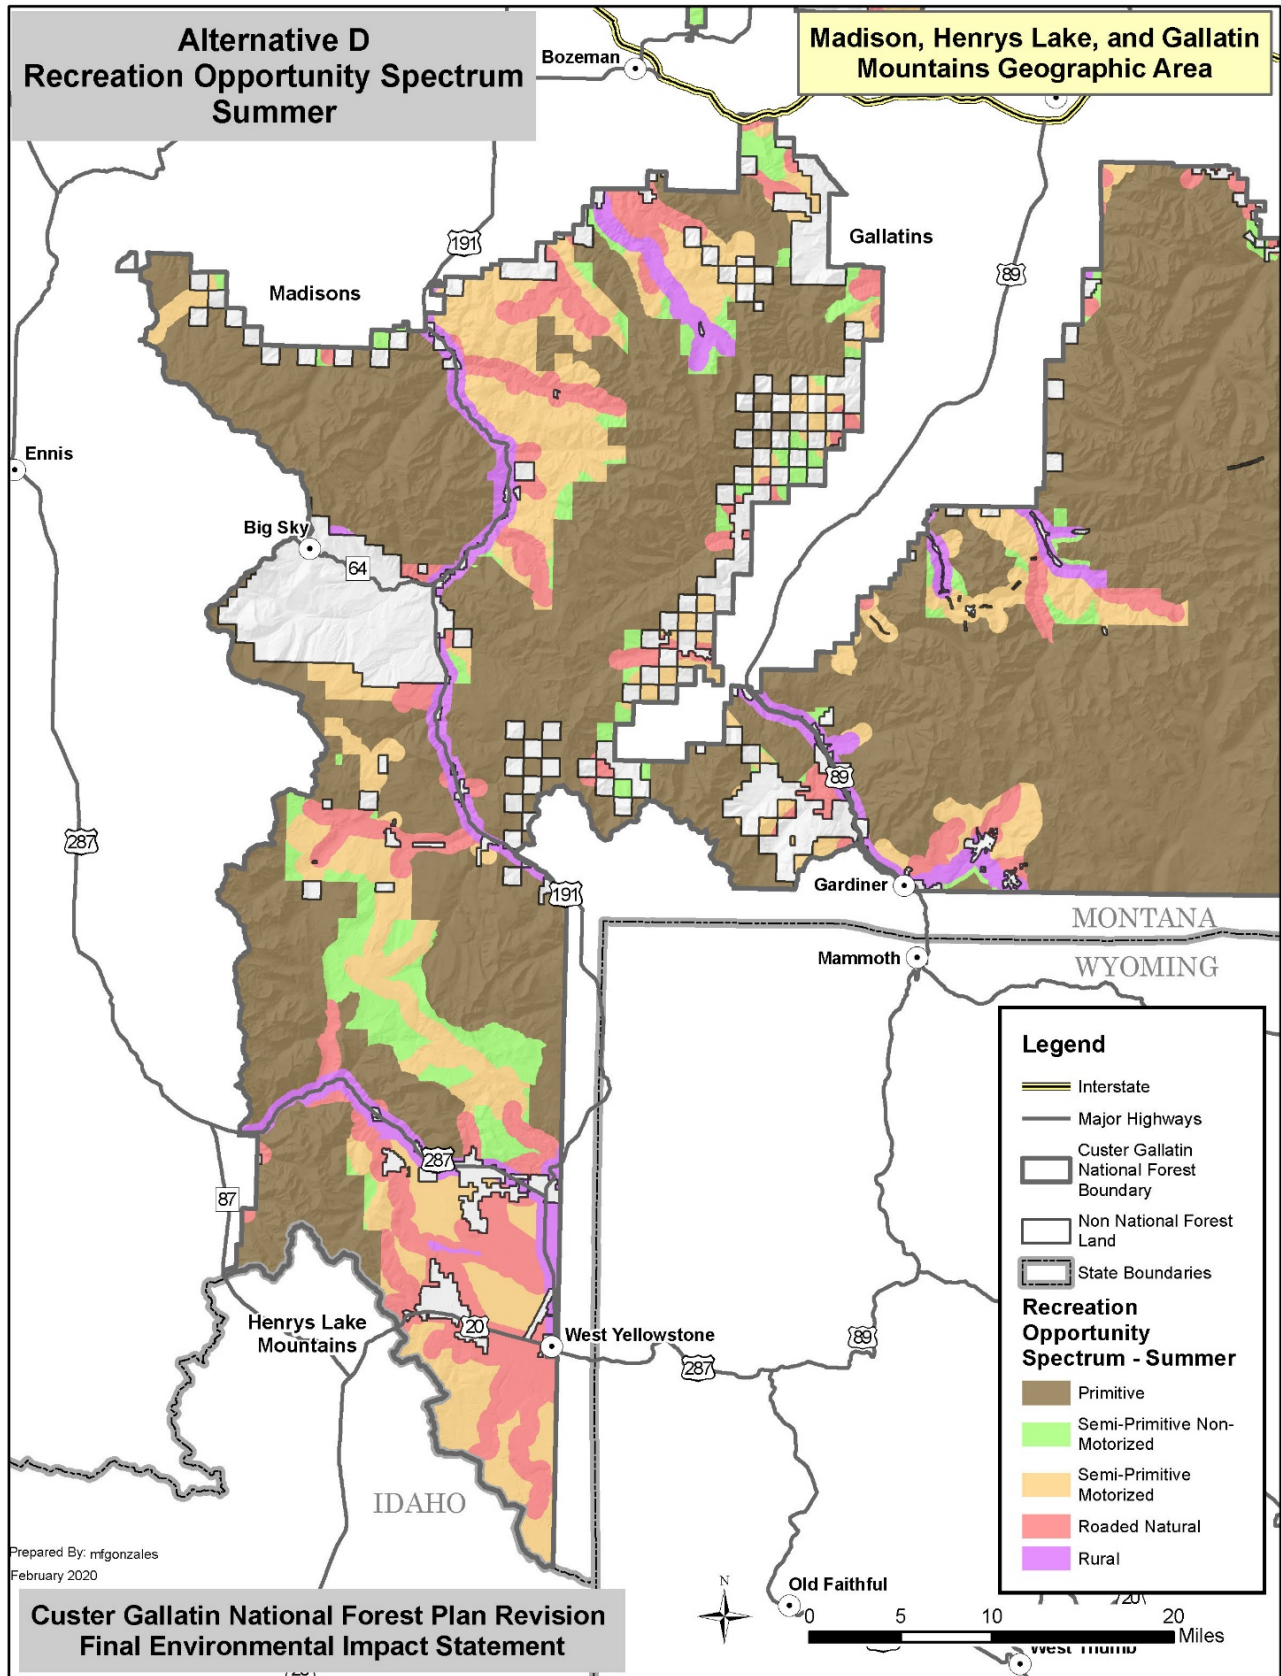 Alternative D
Recreation Opportunity Spectrum
Summer
Madison, Henrys Lake, and Gallatin
Mountains Geographic Area
Bozeman
191
Gallatins
89
Madisons
Ennis
Big Sky
64
89
287
Gardiner
191
MONTANA
Mammoth
WYOMING
287
87
Henrys Lake
Mountains
20
West Yellowstone
89
287
IDAHO
Legend
Interstate
Major Highways
Custer Gallatin
National Forest
Boundary
Non National Forest
Land
State Boundaries
Recreation
Opportunity
Spectrum - Summer
Primitive
Semi-Primitive Non-
Motorized
Semi-Primitive
Motorized
Roaded Natural
Rural
Prepared By: mfgonzales
February 2020
Custer Gallatin National Forest Plan Revision
Final Environmental Impact Statement
N
Old Faithful
20
0 5 10 20
Miles
West Thumb